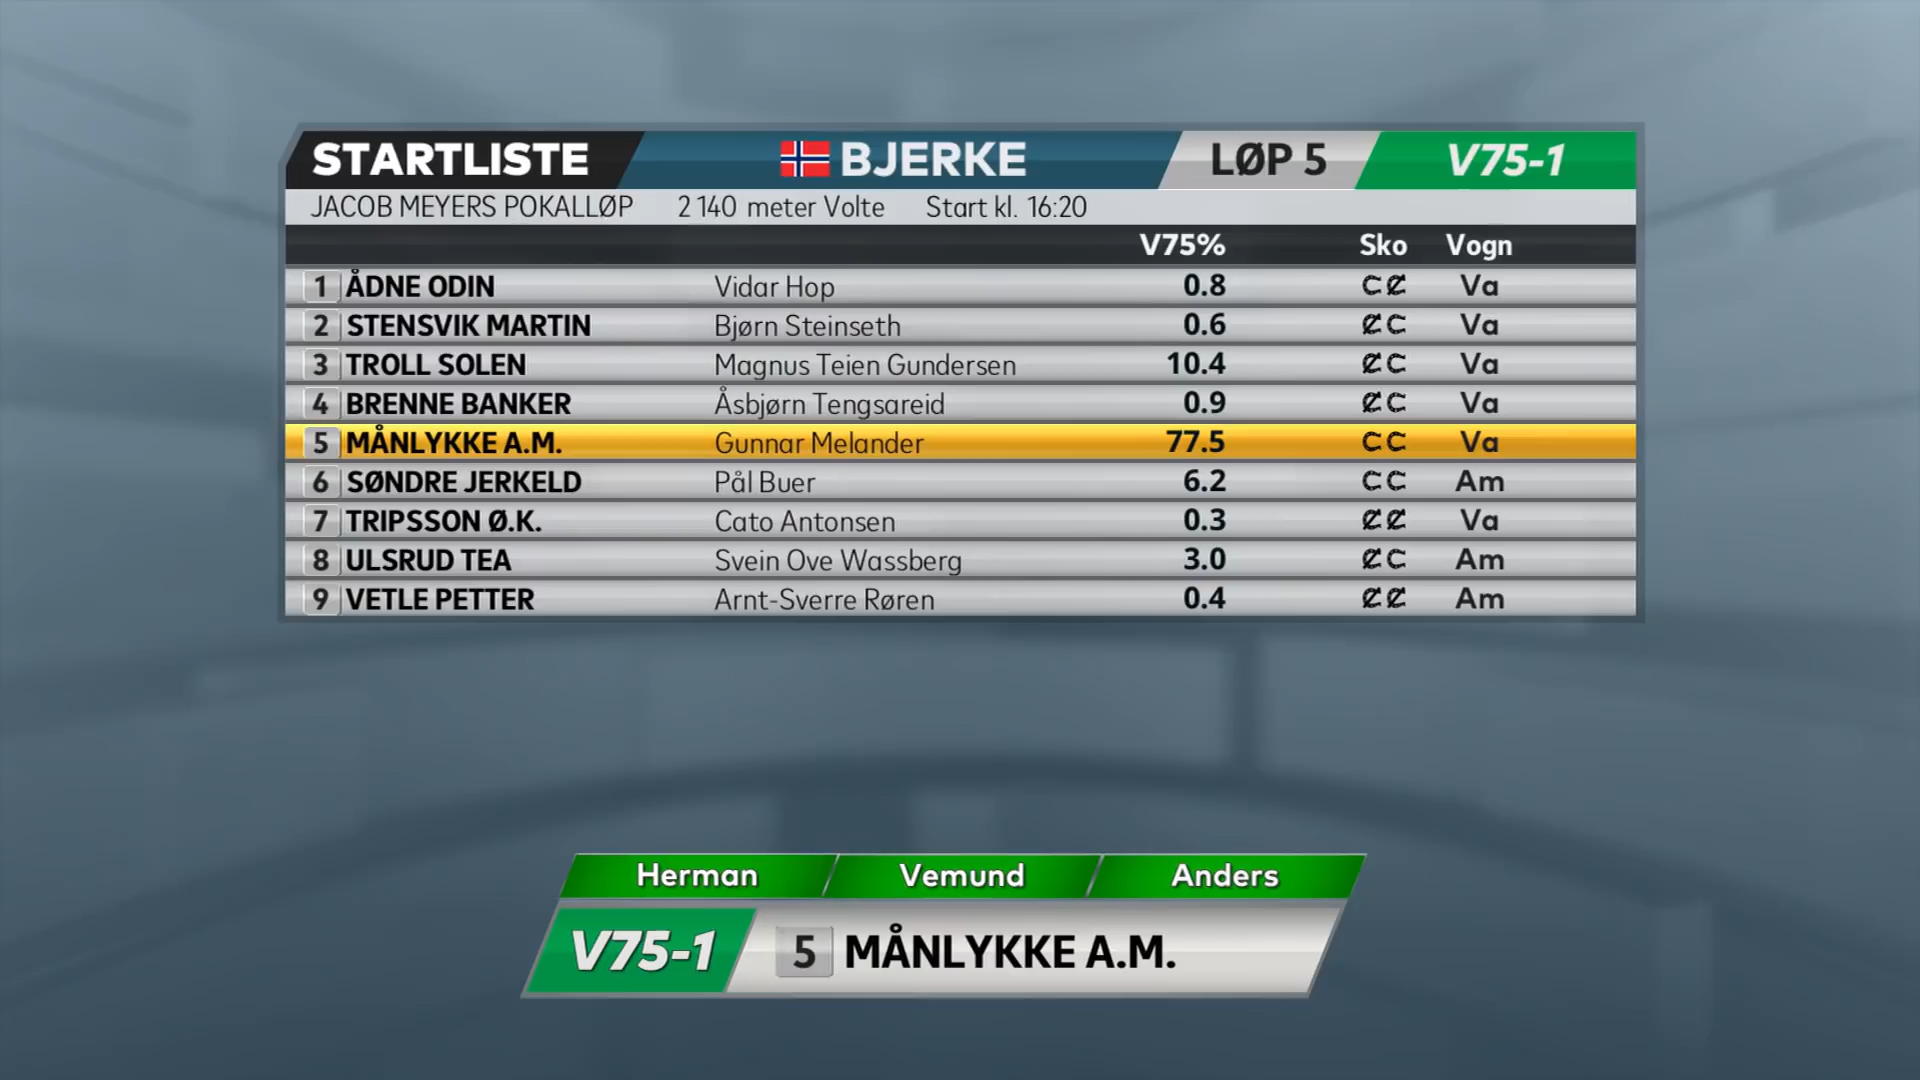 STARTLISTE BJERKE LØP 5 V75-1
JACOB MEYERS POKALLØP 2 140 meter Volte Start kl. 16:20
V75% Sko Vogn
1 ÅDNE ODIN Vidar Hop 0.8 Va
2 STENSVIK MARTIN Bjørn Steinseth 0.6 Va
3 TROLL SOLEN Magnus Teien Gundersen 10.4 Va
4 BRENNE BANKER Åsbjørn Tengsareid 0.9 Va
5 MÅNLYKKE A.M. Gunnar Melander 77.5 Va
6 SØNDRE JERKELD Pål Buer 6.2 Am
7 TRIPSSON Ø.K. Cato Antonsen 0.3 Va
8 ULSRUD TEA Svein Ove Wassberg 3.0 Am
9 VETLE PETTER Arnt-Sverre Røren 0.4 Am
Herman Vemund Anders
V75-1 5 MÅNLYKKE A.M.